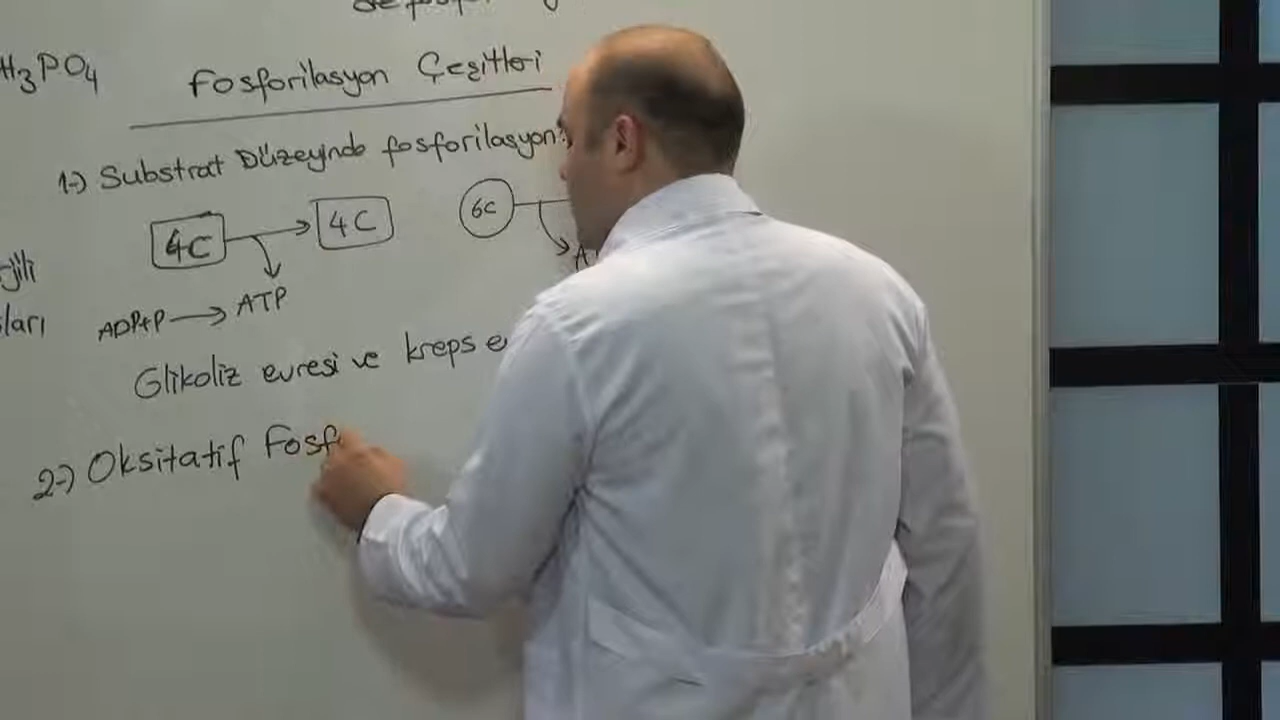 H3PO4
Fosforilasyon Çeşitleri
1-) Substrat Düzeyinde fosforilasyon:
4C → 4C
6C
ADP+P → ATP
Glikoliz evresi ve kreps e
2-) Oksitatif Fosf